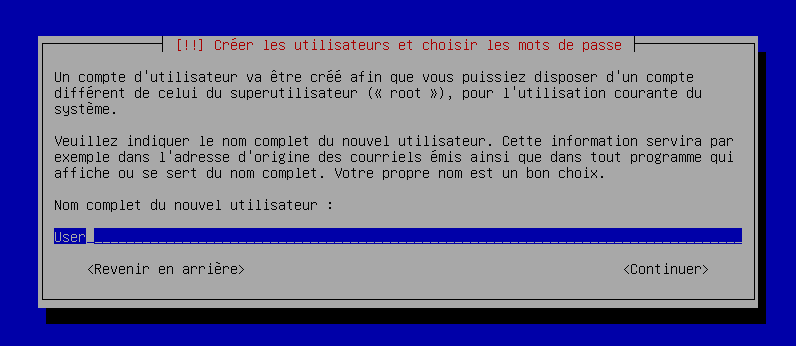 [!!] Créer les utilisateurs et choisir les mots de passe
Un compte d'utilisateur va être créé afin que vous puissiez disposer d'un compte
différent de celui du superutilisateur (« root »), pour l'utilisation courante du
système.
Veuillez indiquer le nom complet du nouvel utilisateur. Cette information servira par
exemple dans l'adresse d'origine des courriels émis ainsi que dans tout programme qui
affiche ou se sert du nom complet. Votre propre nom est un bon choix.
Nom complet du nouvel utilisateur :
User
<Revenir en arrière> <Continuer>